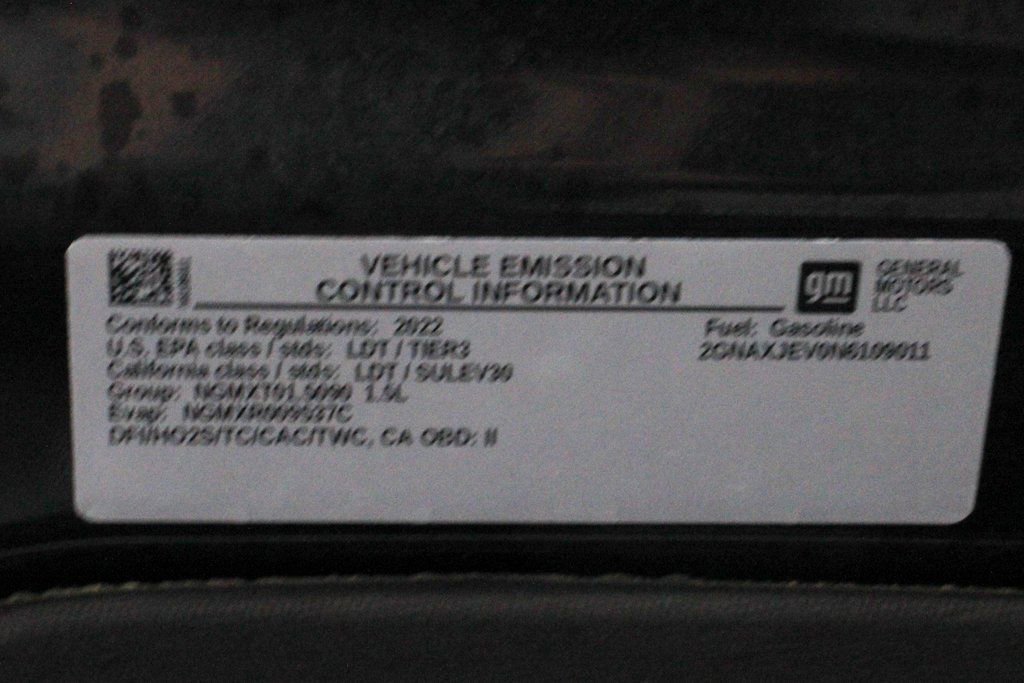 VEHICLE EMISSION
CONTROL INFORMATION
gm
GENERAL
MOTORS
LLC
Conforms to Regulations: 2022
Fuel: Gasoline
U.S. EPA class / stds: LDT / TIER3
2GNAXJEV0N6109011
California class / stds: LDT / SULEV30
Group: NGMXT01.5090 1.5L
Evap: NGMXR0095
DFI/HO2S/TC/CAC/TWC, CA OBD: II